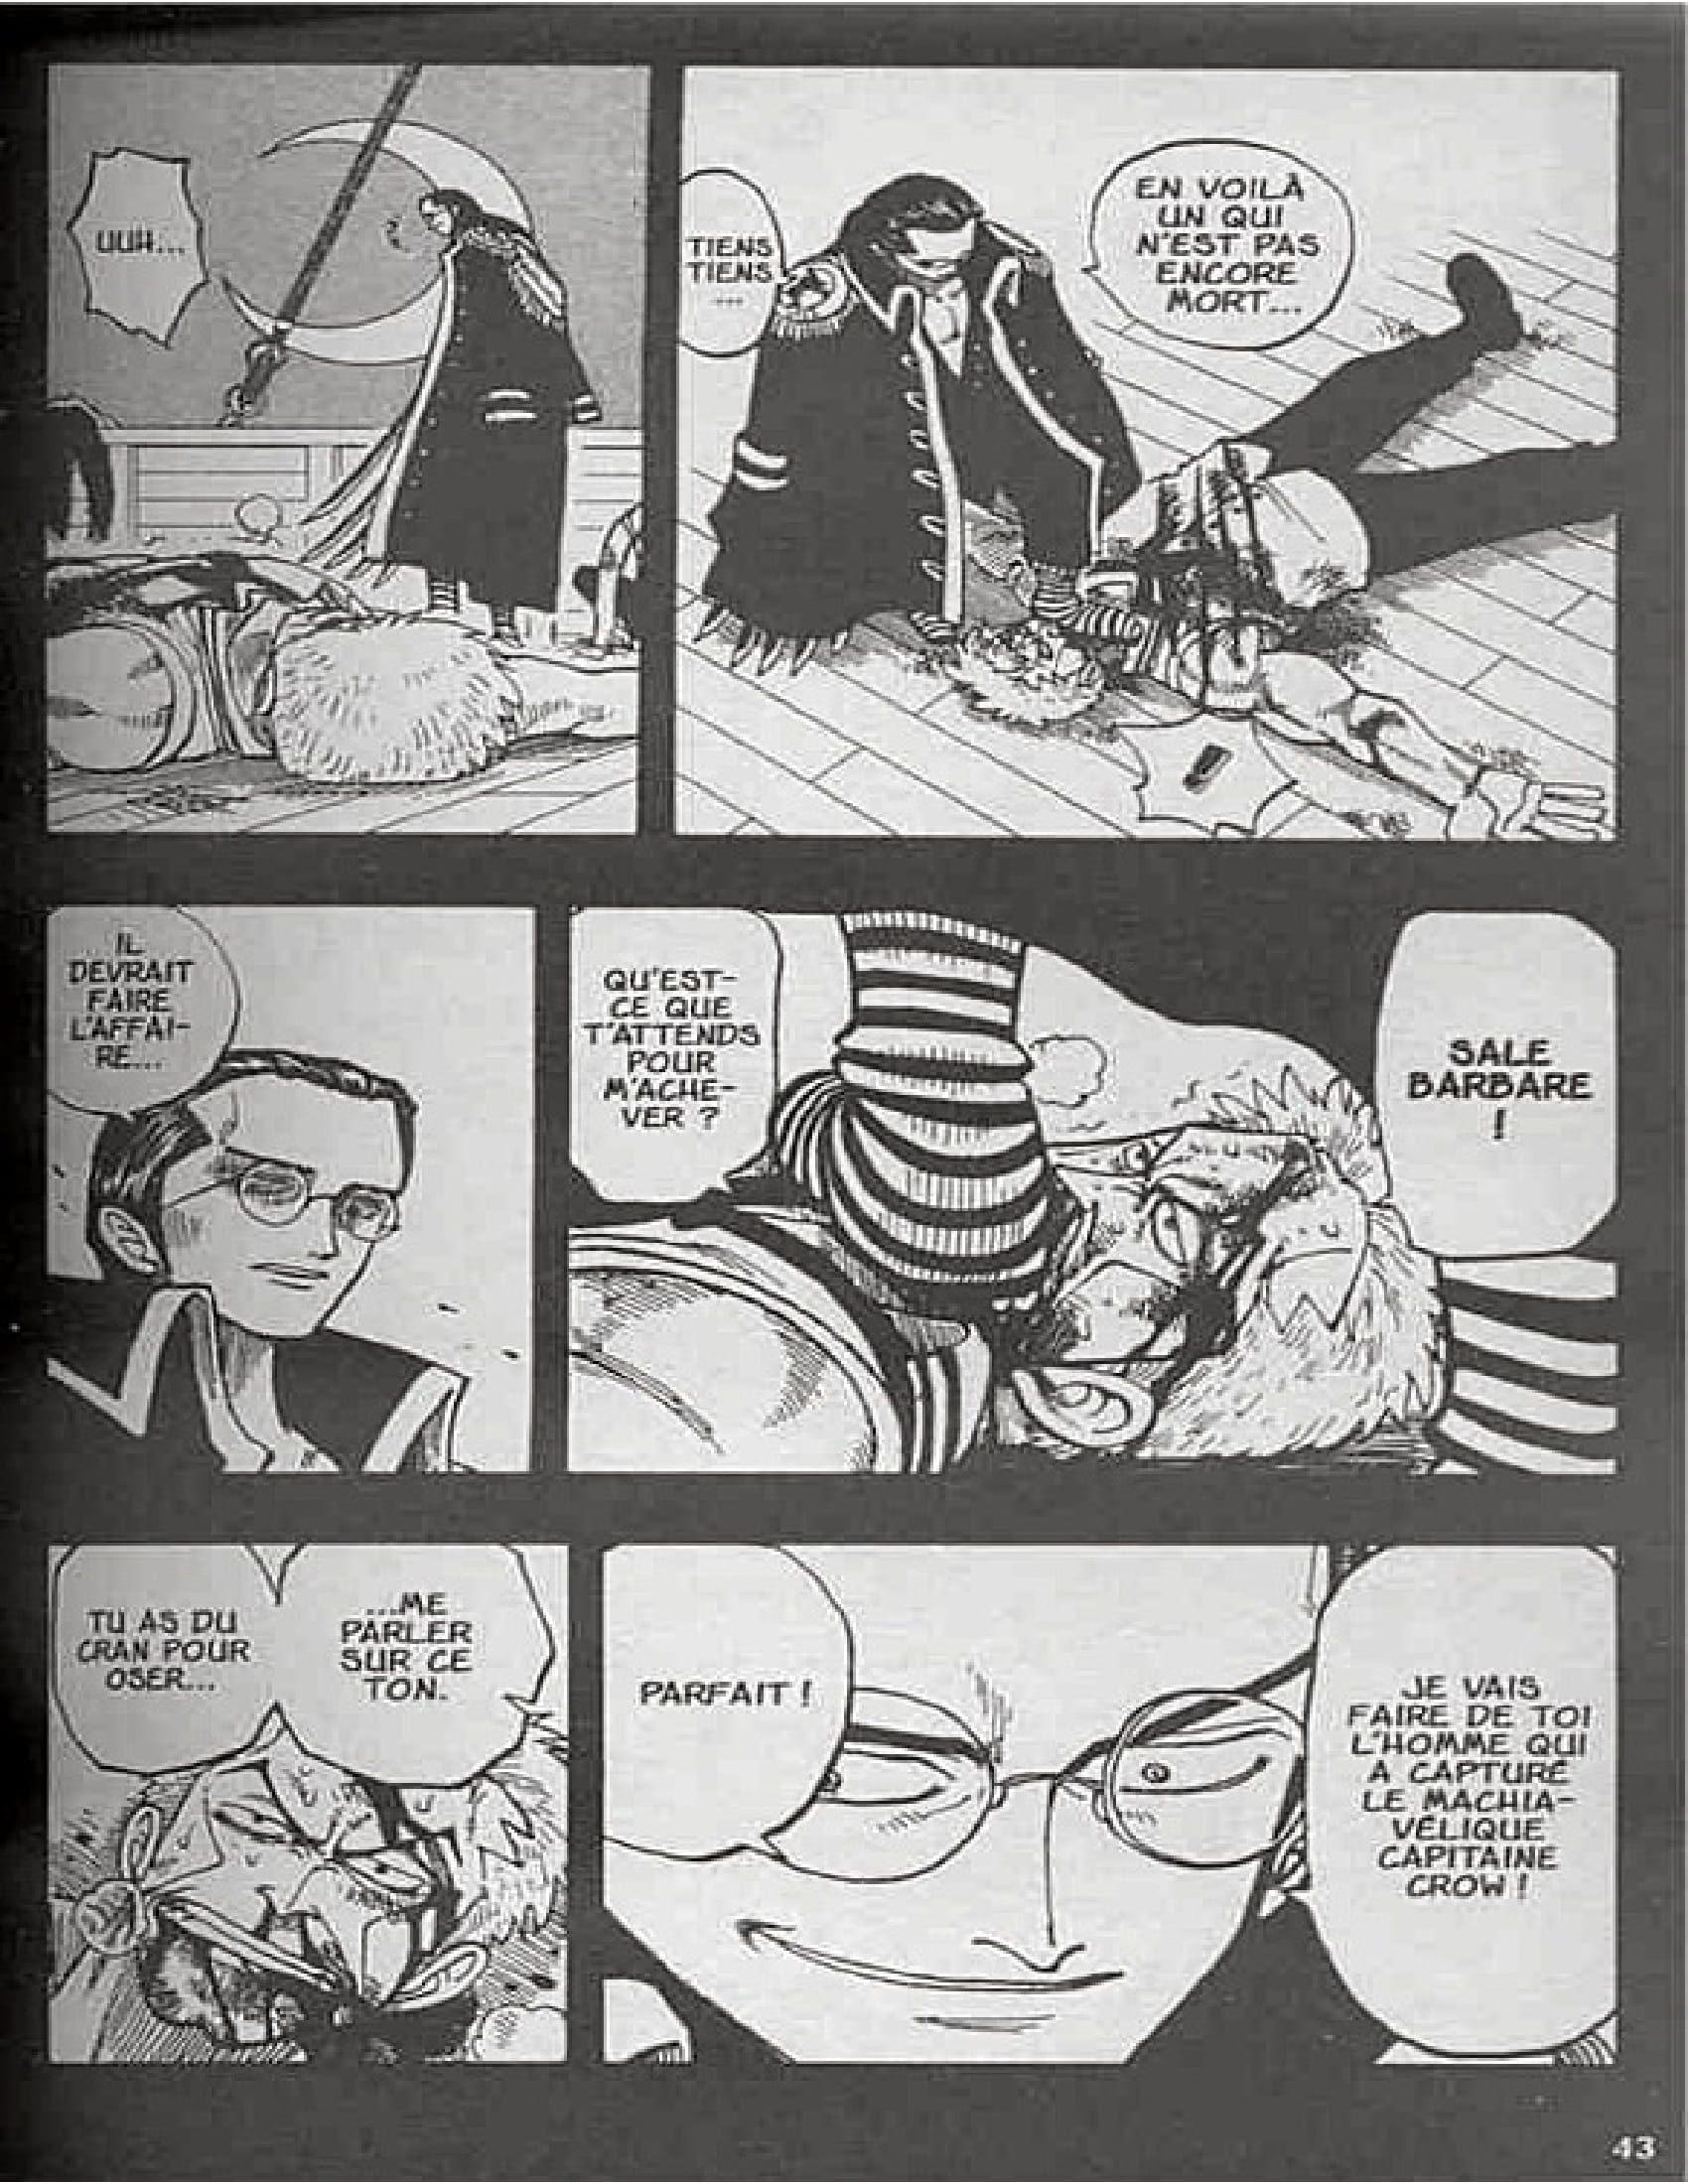 UUH...
TIENS
TIENS
...
EN VOILÀ
UN QUI
N'EST PAS
ENCORE
MORT...
IL
DEVRAIT
FAIRE
L'AFFAI-
RE...
QU'EST-
CE QUE
T'ATTENDS
POUR
M'ACHE-
VER ?
SALE
BARBARE
!
TU AS DU
CRAN POUR
OSER...
...ME
PARLER
SUR CE
TON.
PARFAIT !
JE VAIS
FAIRE DE TOI
L'HOMME QUI
A CAPTURÉ
LE MACHIA-
VÉLIQUE
CAPITAINE
CROW !
43